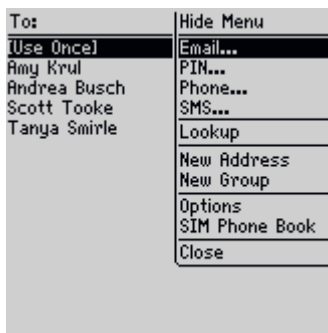 To:
[Use Once]
Amy Krul
Andrea Busch
Scott Tooke
Tanya Smirle
Hide Menu
Email...
PIN...
Phone...
SMS...
Lookup
New Address
New Group
Options
SIM Phone Book
Close